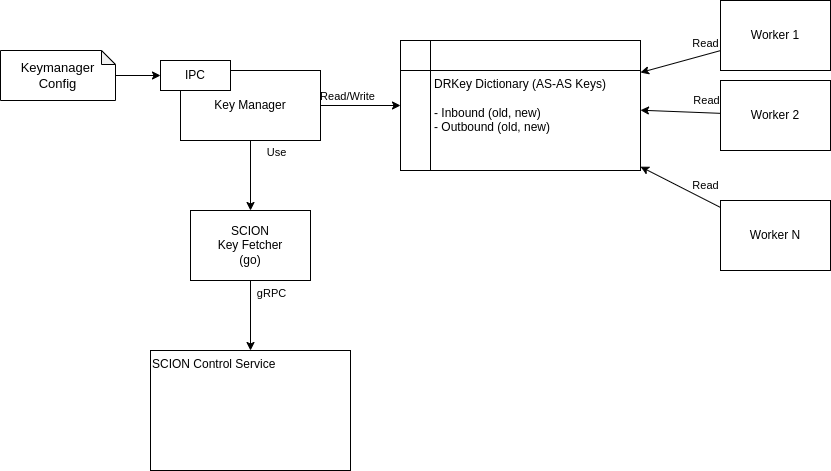 Worker 1
Read
IPC
Keymanager
Config
DRKey Dictionary (AS-AS Keys)
Key Manager
Read/Write
- Inbound (old, new)
- Outbound (old, new)
Read
Worker 2
Use
Read
SCION
Key Fetcher
(go)
Worker N
gRPC
SCION Control Service